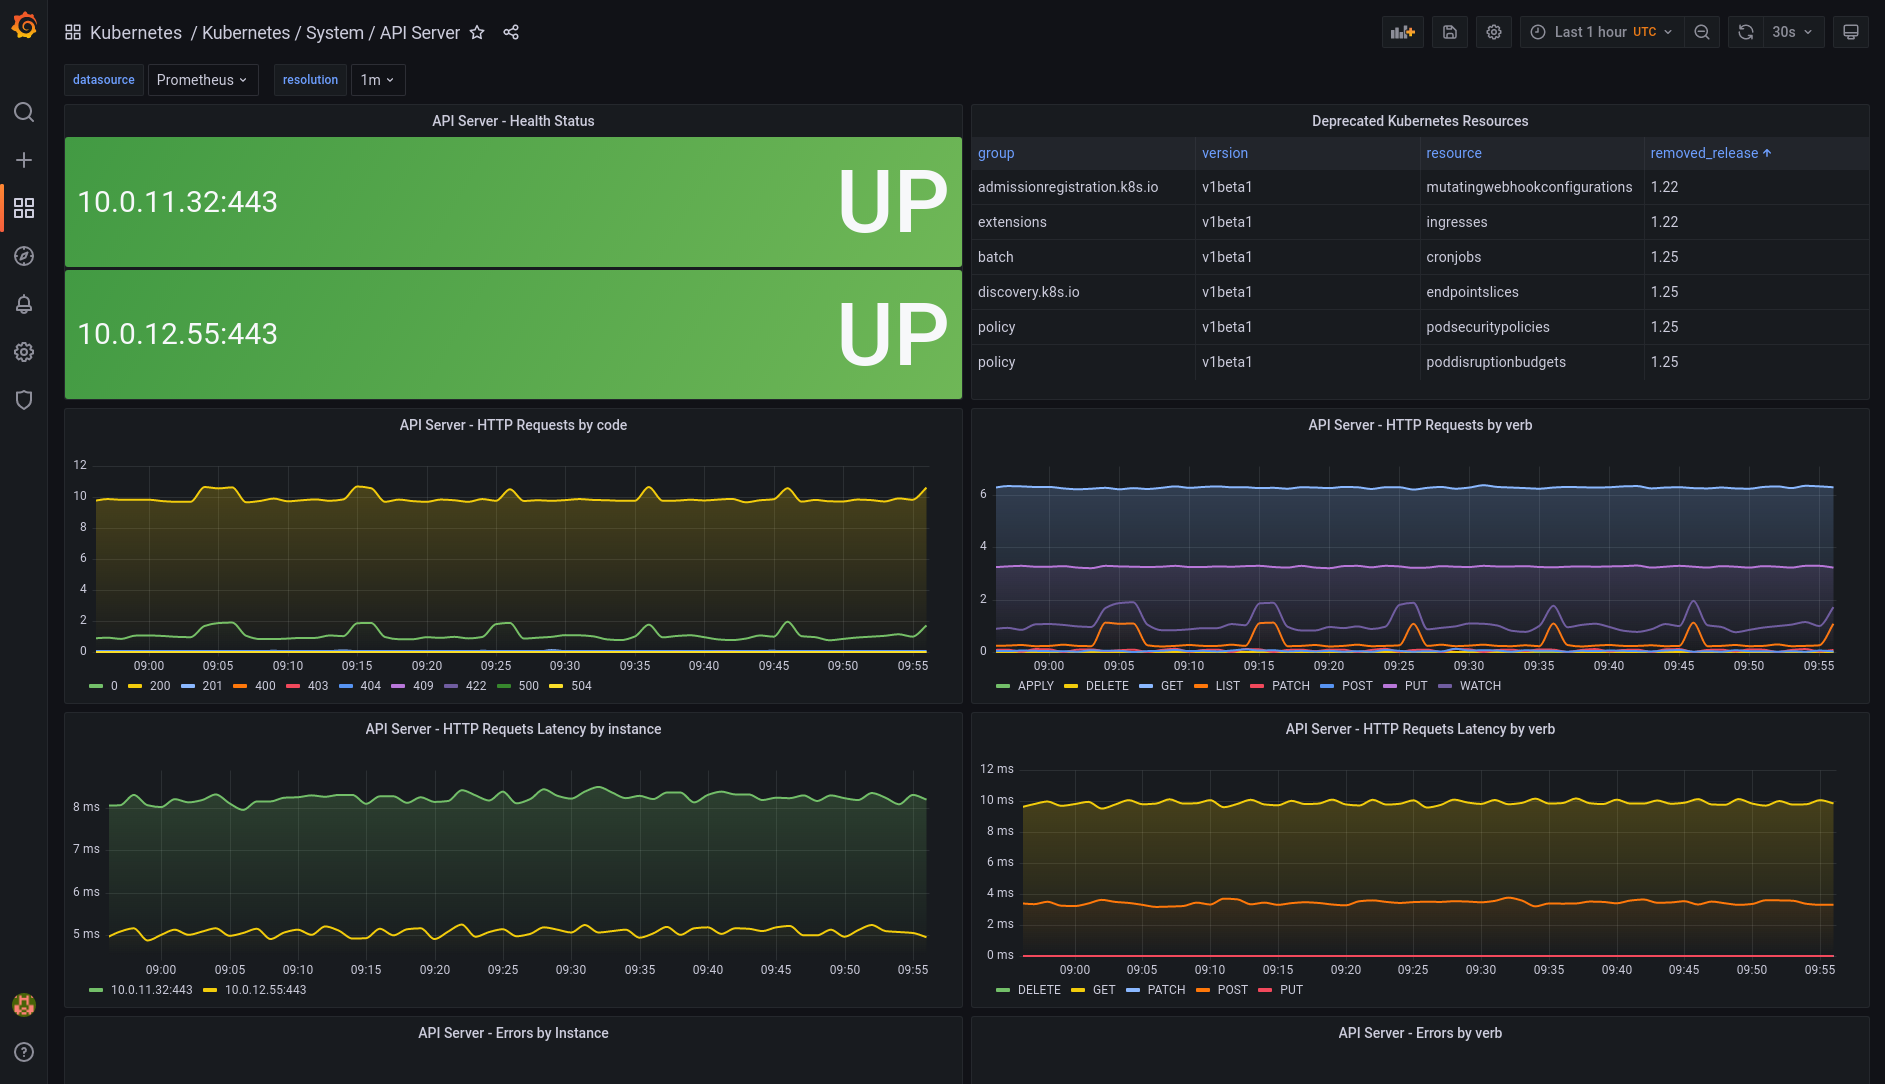 Kubernetes / Kubernetes / System / API Server
Last 1 hour UTC
30s
datasource Prometheus resolution 1m
API Server - Health Status
10.0.11.32:443 UP
10.0.12.55:443 UP
Deprecated Kubernetes Resources
group version resource removed_release
admissionregistration.k8s.io v1beta1 mutatingwebhookconfigurations 1.22
extensions v1beta1 ingresses 1.22
batch v1beta1 cronjobs 1.25
discovery.k8s.io v1beta1 endpointslices 1.25
policy v1beta1 podsecuritypolicies 1.25
policy v1beta1 poddisruptionbudgets 1.25
API Server - HTTP Requests by code
12
10
8
6
4
2
0
09:00 09:05 09:10 09:15 09:20 09:25 09:30 09:35 09:40 09:45 09:50 09:55
0 200 201 400 403 404 409 422 500 504
API Server - HTTP Requests by verb
6
4
2
0
09:00 09:05 09:10 09:15 09:20 09:25 09:30 09:35 09:40 09:45 09:50 09:55
APPLY DELETE GET LIST PATCH POST PUT WATCH
API Server - HTTP Requets Latency by instance
8 ms
7 ms
6 ms
5 ms
09:00 09:05 09:10 09:15 09:20 09:25 09:30 09:35 09:40 09:45 09:50 09:55
10.0.11.32:443 10.0.12.55:443
API Server - HTTP Requets Latency by verb
12 ms
10 ms
8 ms
6 ms
4 ms
2 ms
0 ms
09:00 09:05 09:10 09:15 09:20 09:25 09:30 09:35 09:40 09:45 09:50 09:55
DELETE GET PATCH POST PUT
API Server - Errors by Instance
API Server - Errors by verb